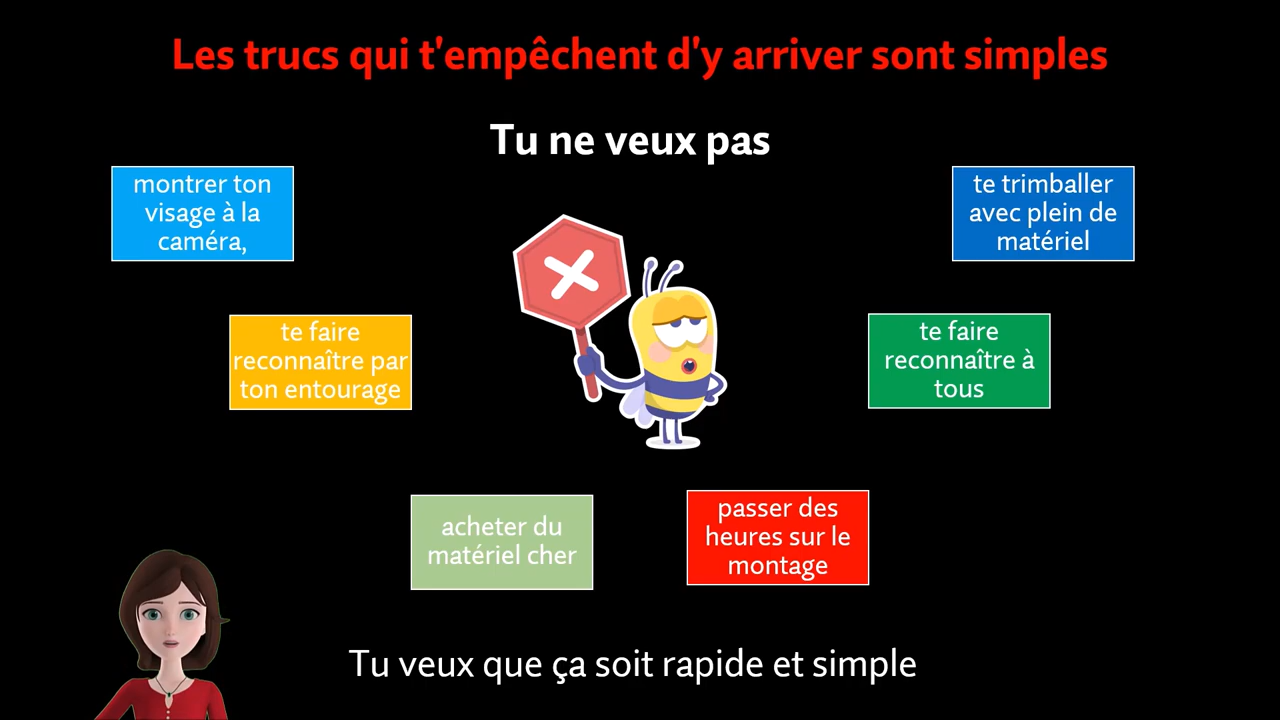 Les trucs qui t'empêchent d'y arriver sont simples
Tu ne veux pas
montrer ton
visage à la
caméra,
te trimballer
avec plein de
matériel
te faire
reconnaître par
ton entourage
te faire
reconnaître à
tous
acheter du
matériel cher
passer des
heures sur le
montage
Tu veux que ça soit rapide et simple